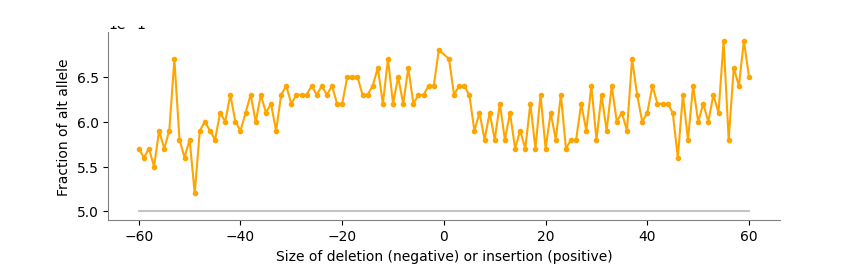 6.5
6.0
5.5
5.0
Fraction of alt allele
−60 −40 −20 0 20 40 60
Size of deletion (negative) or insertion (positive)